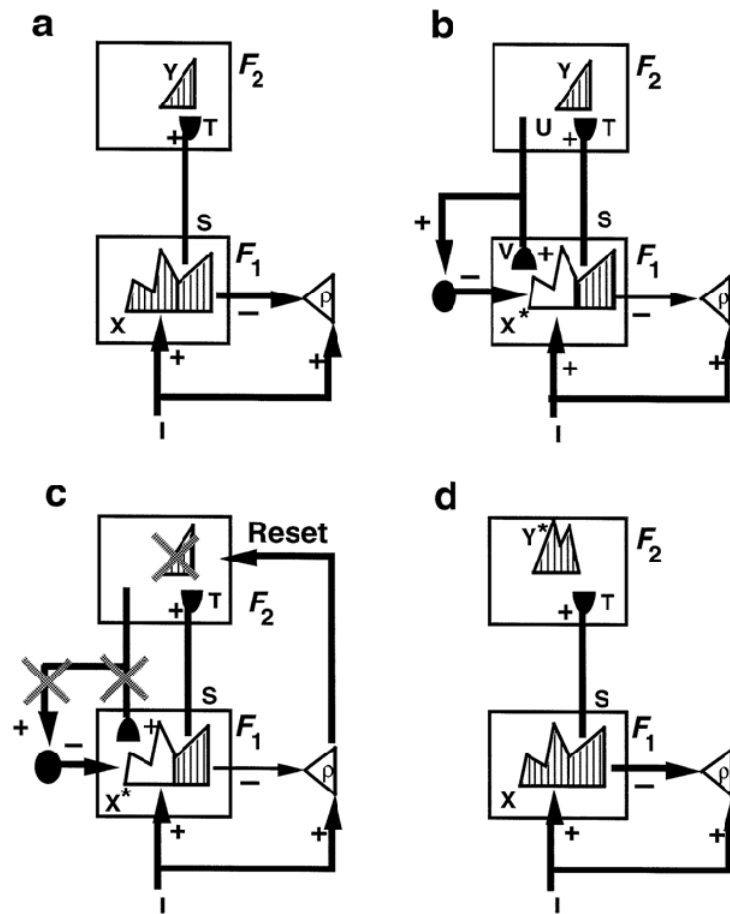 a
Y
F2
+
T
S
F1
X
−
ρ
+
+
I
b
Y
F2
U
+
T
+
S
V
+
F1
−
X*
−
ρ
+
+
I
c
Reset
+
T
F2
S
+
+
F1
−
−
ρ
X*
+
+
I
d
Y*
F2
+
T
S
F1
X
−
ρ
+
+
I